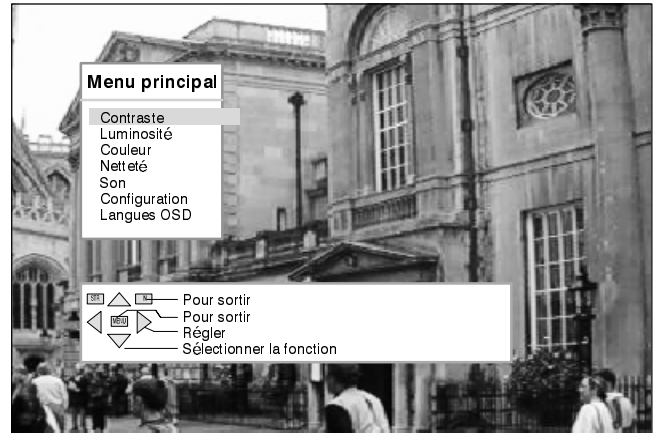 Menu principal
Contraste
Luminosité
Couleur
Netteté
Son
Configuration
Langues OSD
STR Pour sortir
MENU Pour sortir
Régler
Sélectionner la fonction